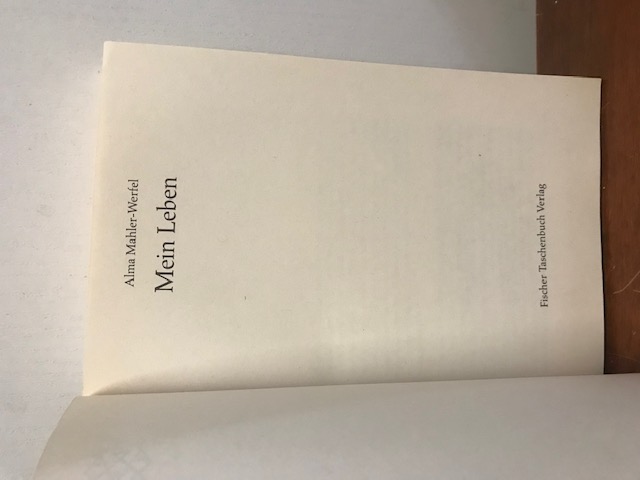 Alma Mahler-Werfel
Mein Leben
Fischer Taschenbuch Verlag